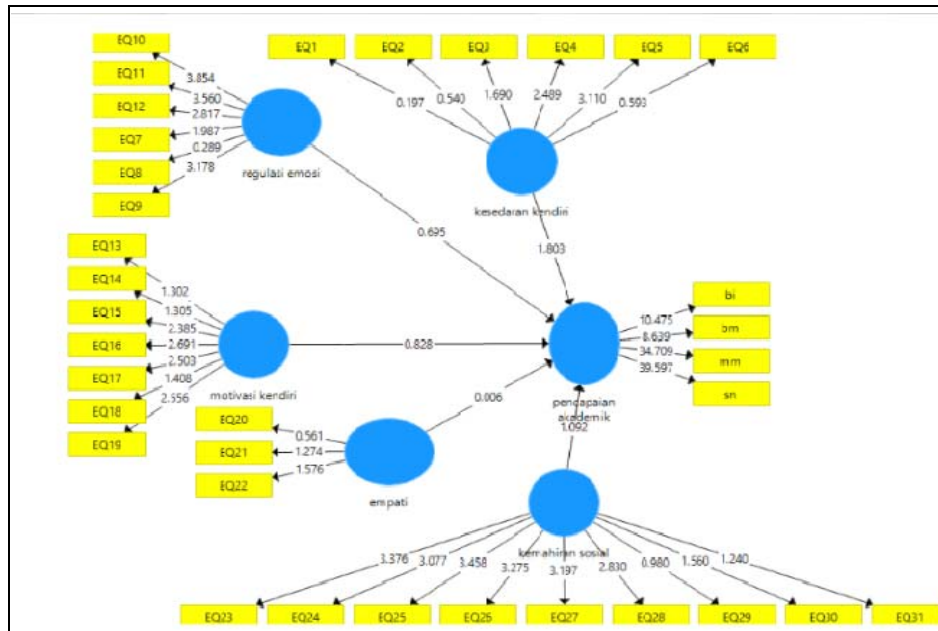 EQ10
EQ11
EQ12
EQ7
EQ8
EQ9
3.854
3.560
2.817
1.987
0.289
3.178
regulasi emosi
EQ1 EQ2 EQ3 EQ4 EQ5 EQ6
0.197 0.540 1.690 2.489 3.110 0.593
kesedaran kendiri
0.695
1.803
EQ13
EQ14
EQ15
EQ16
EQ17
EQ18
EQ19
1.302
1.305
2.385
2.691
2.503
1.408
2.556
motivasi kendiri
0.828
bi
bm
mm
sn
10.475
8.639
34.709
39.597
pencapaian
akademik
0.006
EQ20
EQ21
EQ22
0.561
1.274
1.576
empati
1.092
kemahiran sosial
3.376 3.077 3.458 3.275 3.197 2.830 0.980 1.560 1.240
EQ23 EQ24 EQ25 EQ26 EQ27 EQ28 EQ29 EQ30 EQ31